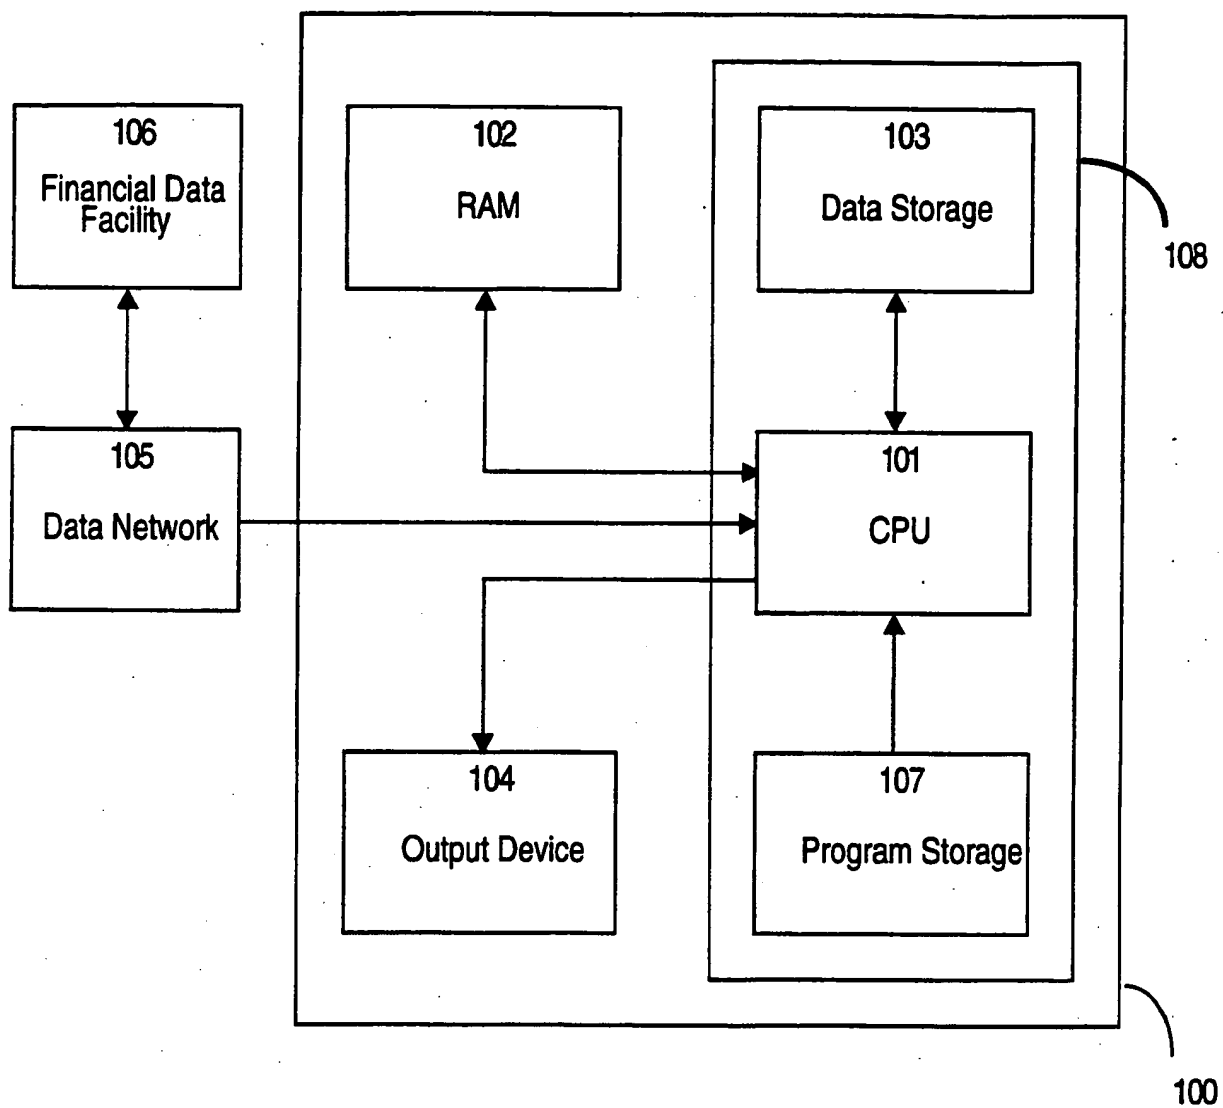 106
Financial Data
Facility
102
RAM
103
Data Storage
108
105
Data Network
101
CPU
104
Output Device
107
Program Storage
100